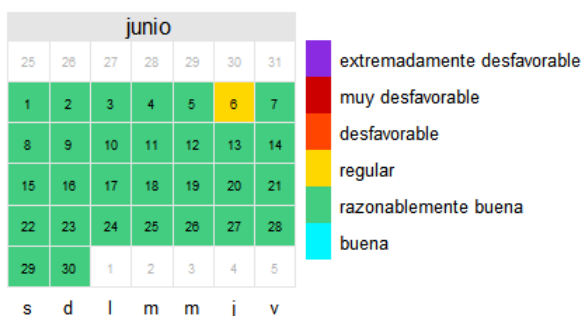 junio
25 26 27 28 29 30 31
1 2 3 4 5 6 7
8 9 10 11 12 13 14
15 16 17 18 19 20 21
22 23 24 25 26 27 28
29 30 1 2 3 4 5
s d l m m j v
extremadamente desfavorable
muy desfavorable
desfavorable
regular
razonablemente buena
buena